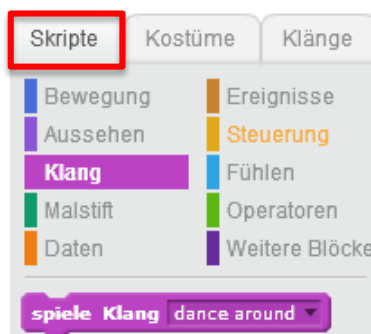 Skripte Kostüme Klänge
Bewegung Ereignisse
Aussehen Steuerung
Klang Fühlen
Malstift Operatoren
Daten Weitere Blöcke
spiele Klang dance around